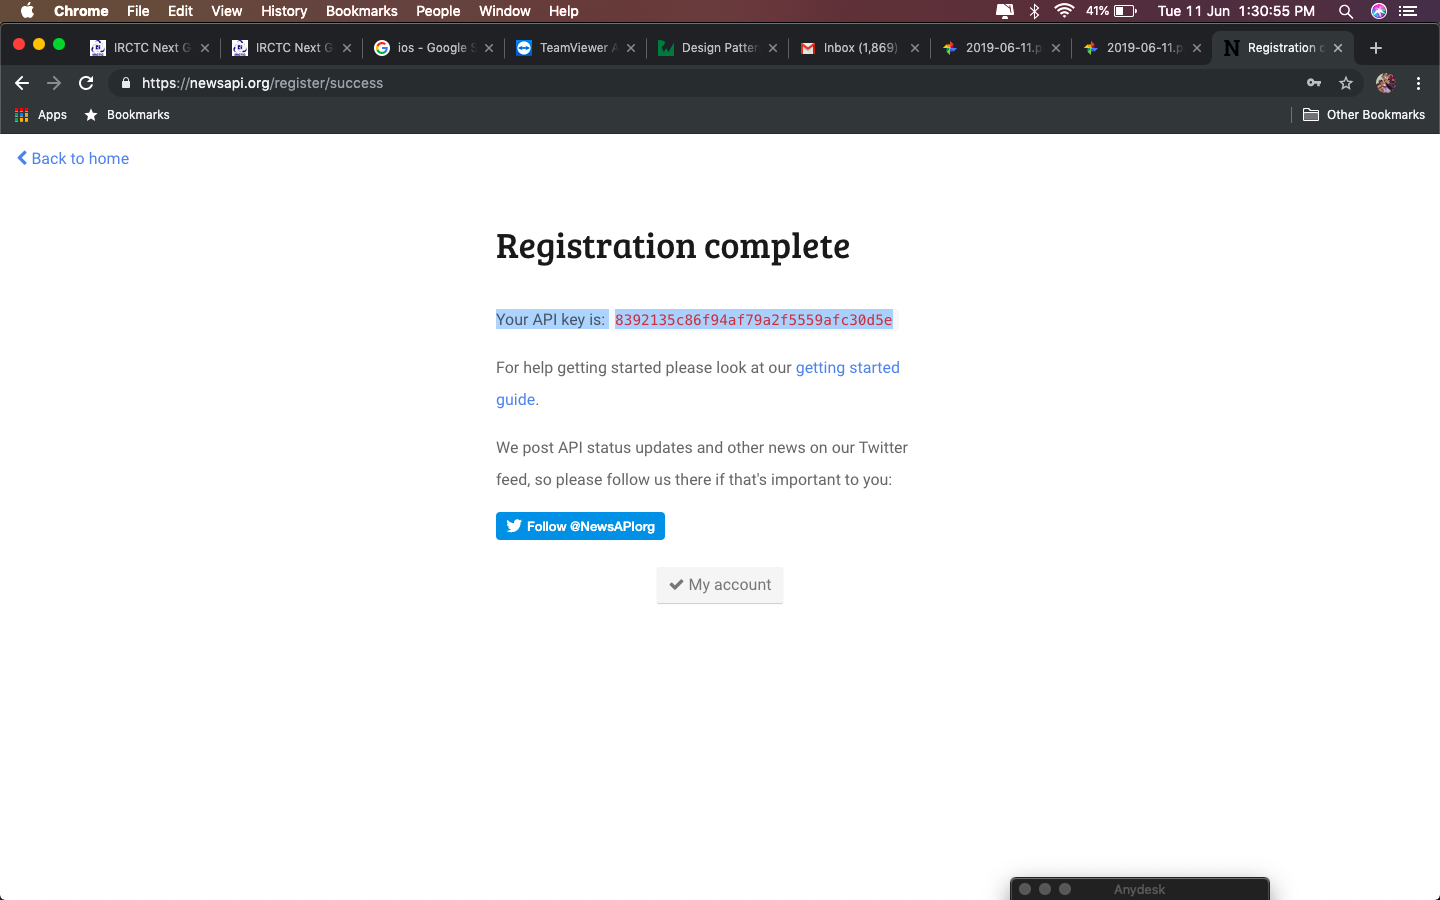 Chrome File Edit View History Bookmarks People Window Help 41% Tue 11 Jun 1:30:55 PM
IRCTC Next G IRCTC Next G ios - Google S TeamViewer A Design Patter Inbox (1,869) 2019-06-11.p 2019-06-11.p Registration c
https://newsapi.org/register/success
Apps Bookmarks Other Bookmarks
Back to home
Registration complete
Your API key is: 8392135c86f94af79a2f5559afc30d5e
For help getting started please look at our getting started
guide.
We post API status updates and other news on our Twitter
feed, so please follow us there if that's important to you:
Follow @NewsAPIorg
My account
Anydesk